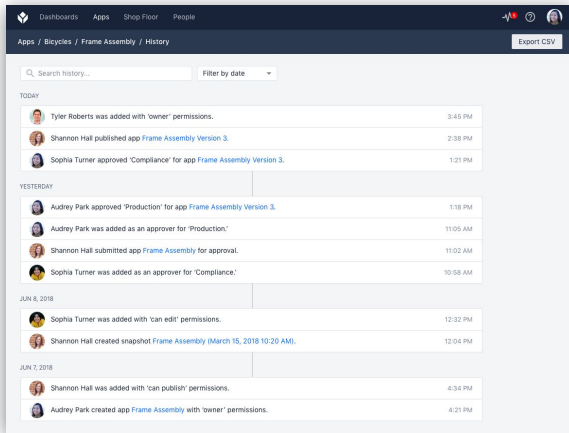 Dashboards Apps Shop Floor People
Apps / Bicycles / Frame Assembly / History
Export CSV
Search history...
Filter by date
TODAY
Tyler Roberts was added with 'owner' permissions. 3:45 PM
Shannon Hall published app Frame Assembly Version 3. 2:38 PM
Sophia Turner approved 'Compliance' for app Frame Assembly Version 3. 1:21 PM
YESTERDAY
Audrey Park approved 'Production' for app Frame Assembly Version 3. 1:18 PM
Audrey Park was added as an approver for 'Production.' 11:05 AM
Shannon Hall submitted app Frame Assembly for approval. 11:02 AM
Sophia Turner was added as an approver for 'Compliance.' 10:58 AM
JUN 8, 2018
Sophia Turner was added with 'can edit' permissions. 12:32 PM
Shannon Hall created snapshot Frame Assembly (March 15, 2018 10:20 AM). 12:04 PM
JUN 7, 2018
Shannon Hall was added with 'can publish' permissions. 4:34 PM
Audrey Park created app Frame Assembly with 'owner' permissions. 4:21 PM